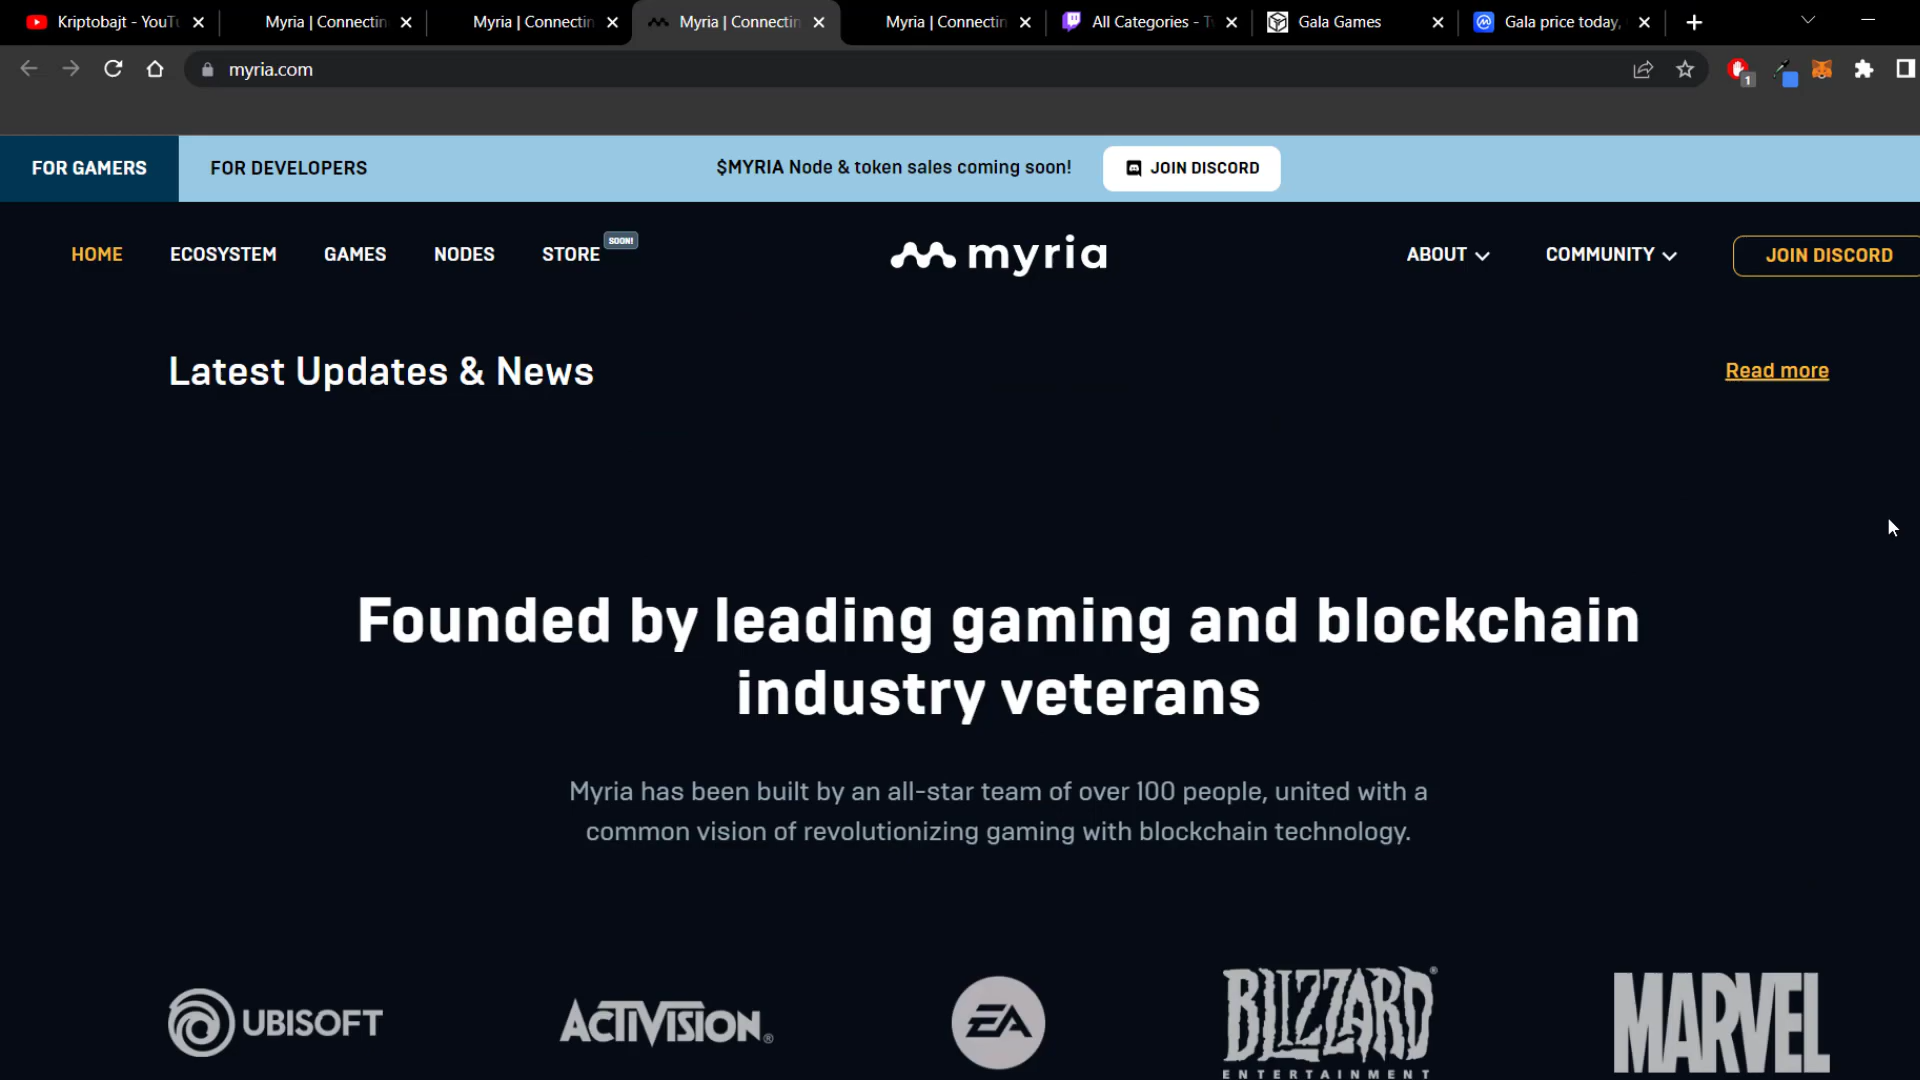 Kriptobajt - YouTu
Myria | Connectin
Myria | Connectin
Myria | Connectin
Myria | Connectin
All Categories - Tw
Gala Games
Gala price today,
myria.com
1
FOR GAMERS
FOR DEVELOPERS
$MYRIA Node & token sales coming soon!
JOIN DISCORD
HOME
ECOSYSTEM
GAMES
NODES
STORE
SOON!
myria
ABOUT
COMMUNITY
JOIN DISCORD
Latest Updates & News
Read more
Founded by leading gaming and blockchain
industry veterans
Myria has been built by an all-star team of over 100 people, united with a
common vision of revolutionizing gaming with blockchain technology.
UBISOFT
ACTIVISION®
EA
BLIZZARD®
ENTERTAINMENT
MARVEL